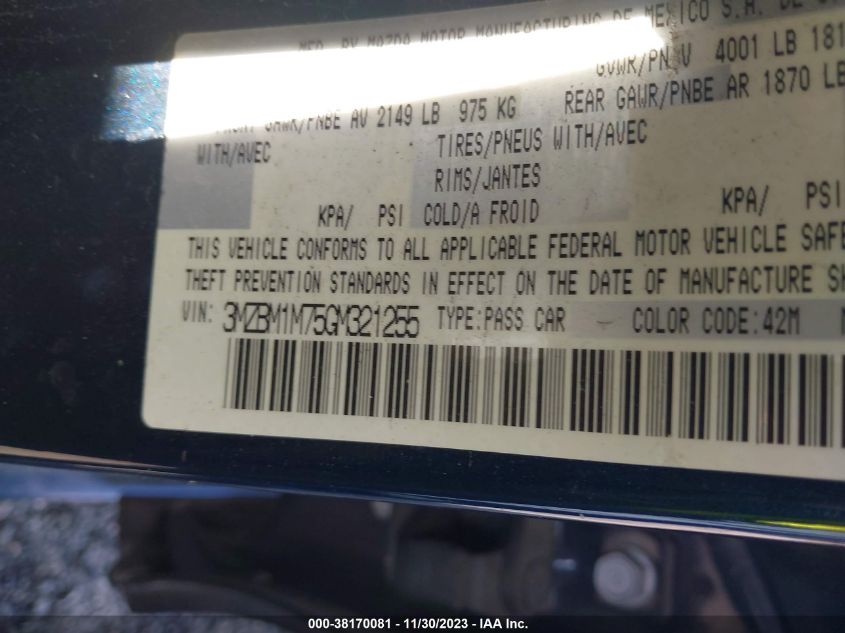 MFD. BY MAZDA MOTOR MANUFACTURING DE MEXICO S.A. DE
GVWR/PNBV 4001 LB 181
GAWR/PNBE AV 2149 LB 975 KG REAR GAWR/PNBE AR 1870 LB
WITH/AVEC TIRES/PNEUS WITH/AVEC
RIMS/JANTES
KPA/ PSI COLD/A FROID KPA/ PSI
THIS VEHICLE CONFORMS TO ALL APPLICABLE FEDERAL MOTOR VEHICLE SAFE
THEFT PREVENTION STANDARDS IN EFFECT ON THE DATE OF MANUFACTURE SH
VIN: 3MZBM1M75GM321255 TYPE:PASS CAR COLOR CODE:42M
000-38170081 - 11/30/2023 - IAA Inc.